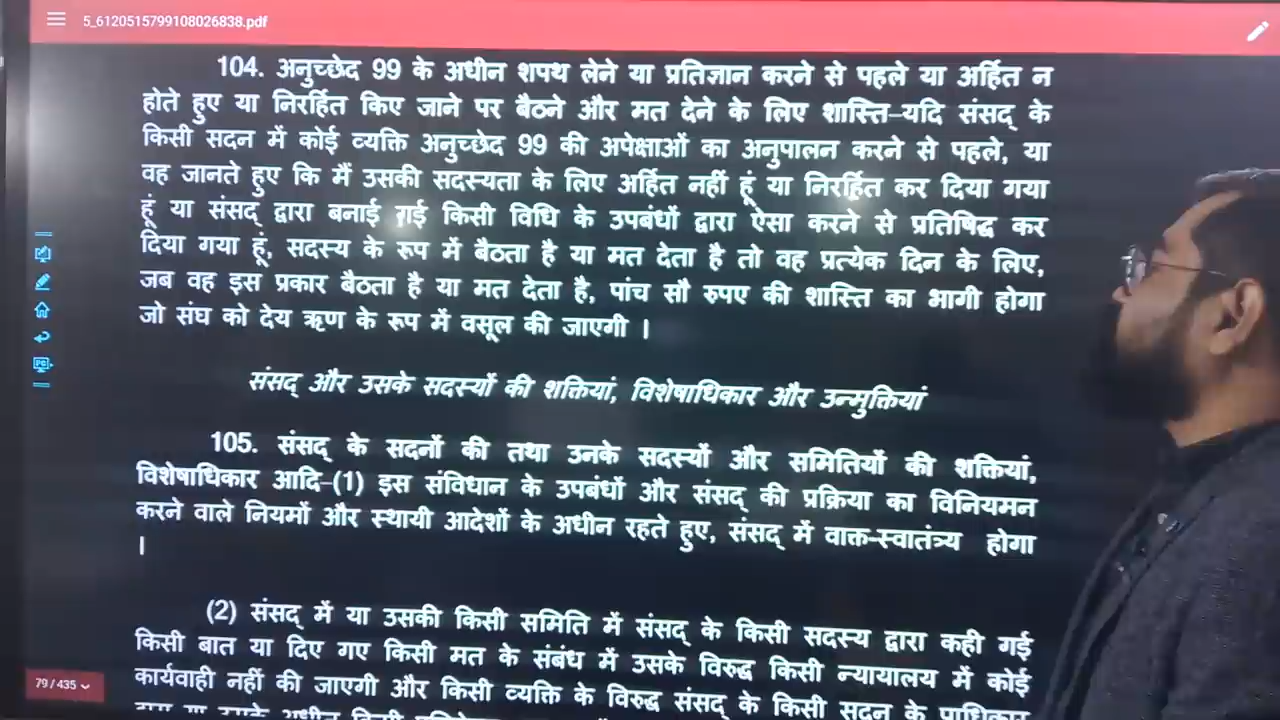 5_6120515799108026838.pdf
104. अनुच्छेद 99 के अधीन शपथ लेने या प्रतिज्ञान करने से पहले या अर्हित न
होते हुए या निरर्हित किए जाने पर बैठने और मत देने के लिए शास्ति–यदि संसद् के
किसी सदन में कोई व्यक्ति अनुच्छेद 99 की अपेक्षाओं का अनुपालन करने से पहले, या
वह जानते हुए कि मैं उसकी सदस्यता के लिए अर्हित नहीं हूं या निरर्हित कर दिया गया
हूं या संसद् द्वारा बनाई गई किसी विधि के उपबंधों द्वारा ऐसा करने से प्रतिषिद्ध कर
दिया गया हूं, सदस्य के रूप में बैठता है या मत देता है तो वह प्रत्येक दिन के लिए,
जब वह इस प्रकार बैठता है या मत देता है, पांच सौ रुपए की शास्ति का भागी होगा
जो संघ को देय ऋण के रूप में वसूल की जाएगी ।
संसद् और उसके सदस्यों की शक्तियां, विशेषाधिकार और उन्मुक्तियां
105. संसद् के सदनों की तथा उनके सदस्यों और समितियों की शक्तियां,
विशेषाधिकार आदि–(1) इस संविधान के उपबंधों और संसद् की प्रक्रिया का विनियमन
करने वाले नियमों और स्थायी आदेशों के अधीन रहते हुए, संसद् में वाक्-स्वातंत्र्य होगा
।
(2) संसद् में या उसकी किसी समिति में संसद् के किसी सदस्य द्वारा कही गई
किसी बात या दिए गए किसी मत के संबंध में उसके विरुद्ध किसी न्यायालय में कोई
कार्यवाही नहीं की जाएगी और किसी व्यक्ति के विरुद्ध संसद् के किसी सदन के प्राधिकार
79 / 435